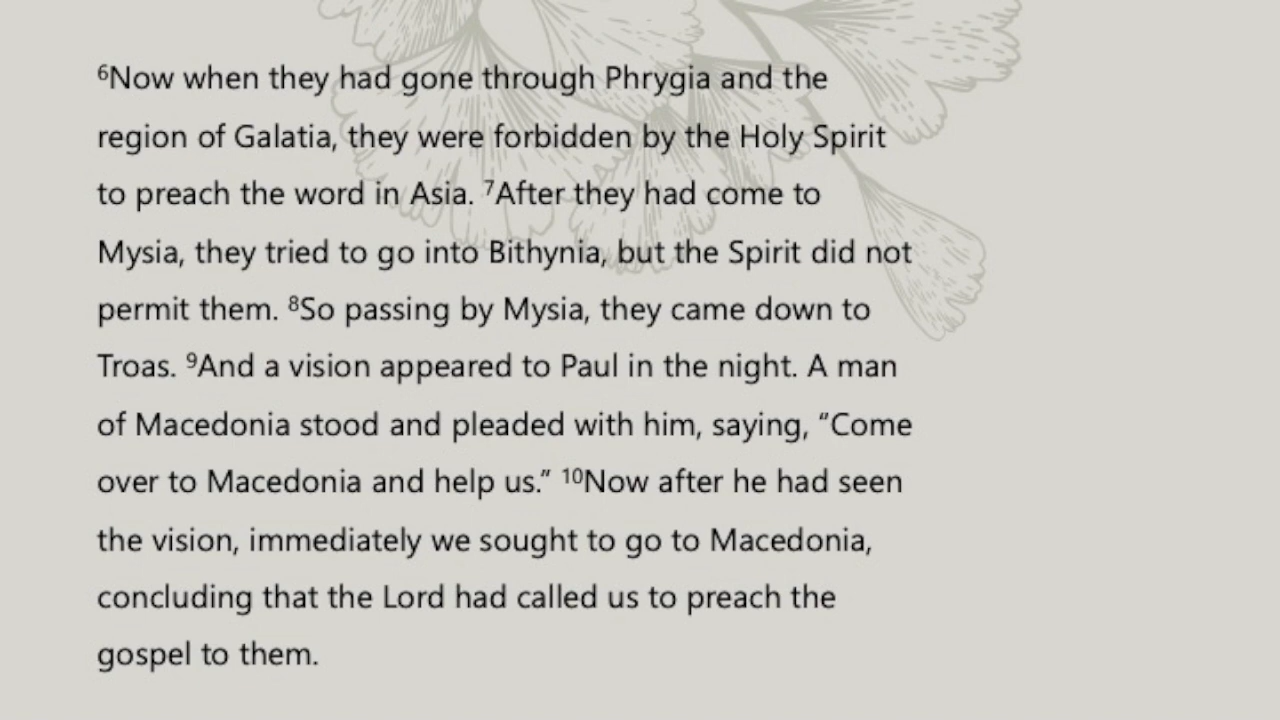 ⁶Now when they had gone through Phrygia and the
region of Galatia, they were forbidden by the Holy Spirit
to preach the word in Asia. ⁷After they had come to
Mysia, they tried to go into Bithynia, but the Spirit did not
permit them. ⁸So passing by Mysia, they came down to
Troas. ⁹And a vision appeared to Paul in the night. A man
of Macedonia stood and pleaded with him, saying, “Come
over to Macedonia and help us.” ¹⁰Now after he had seen
the vision, immediately we sought to go to Macedonia,
concluding that the Lord had called us to preach the
gospel to them.